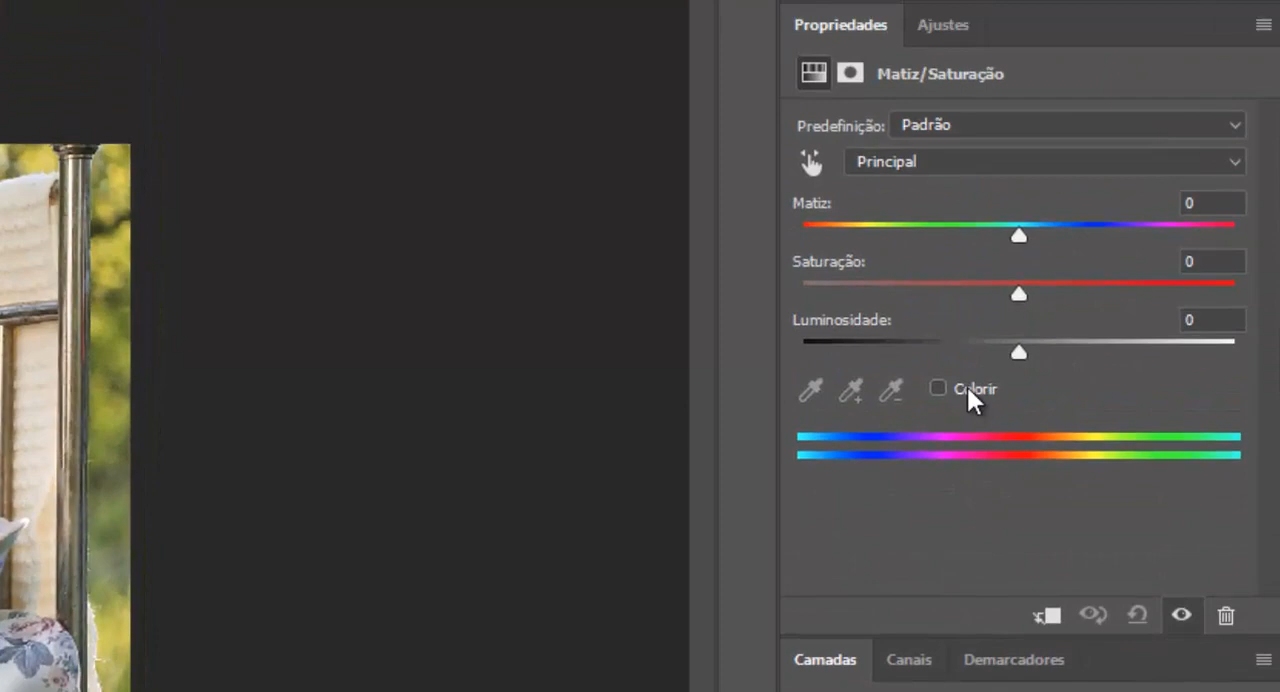 Propriedades Ajustes
Matiz/Saturação
Predefinição: Padrão
Principal
Matiz: 0
Saturação: 0
Luminosidade: 0
Colorir
Camadas Canais Demarcadores